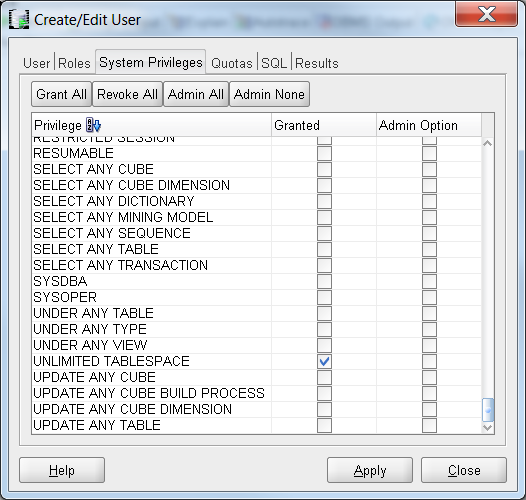 Create/Edit User
User Roles System Privileges Quotas SQL Results
Grant All Revoke All Admin All Admin None
Privilege Granted Admin Option
RESTRICTED SESSION
RESUMABLE
SELECT ANY CUBE
SELECT ANY CUBE DIMENSION
SELECT ANY DICTIONARY
SELECT ANY MINING MODEL
SELECT ANY SEQUENCE
SELECT ANY TABLE
SELECT ANY TRANSACTION
SYSDBA
SYSOPER
UNDER ANY TABLE
UNDER ANY TYPE
UNDER ANY VIEW
UNLIMITED TABLESPACE
UPDATE ANY CUBE
UPDATE ANY CUBE BUILD PROCESS
UPDATE ANY CUBE DIMENSION
UPDATE ANY TABLE
Help Apply Close